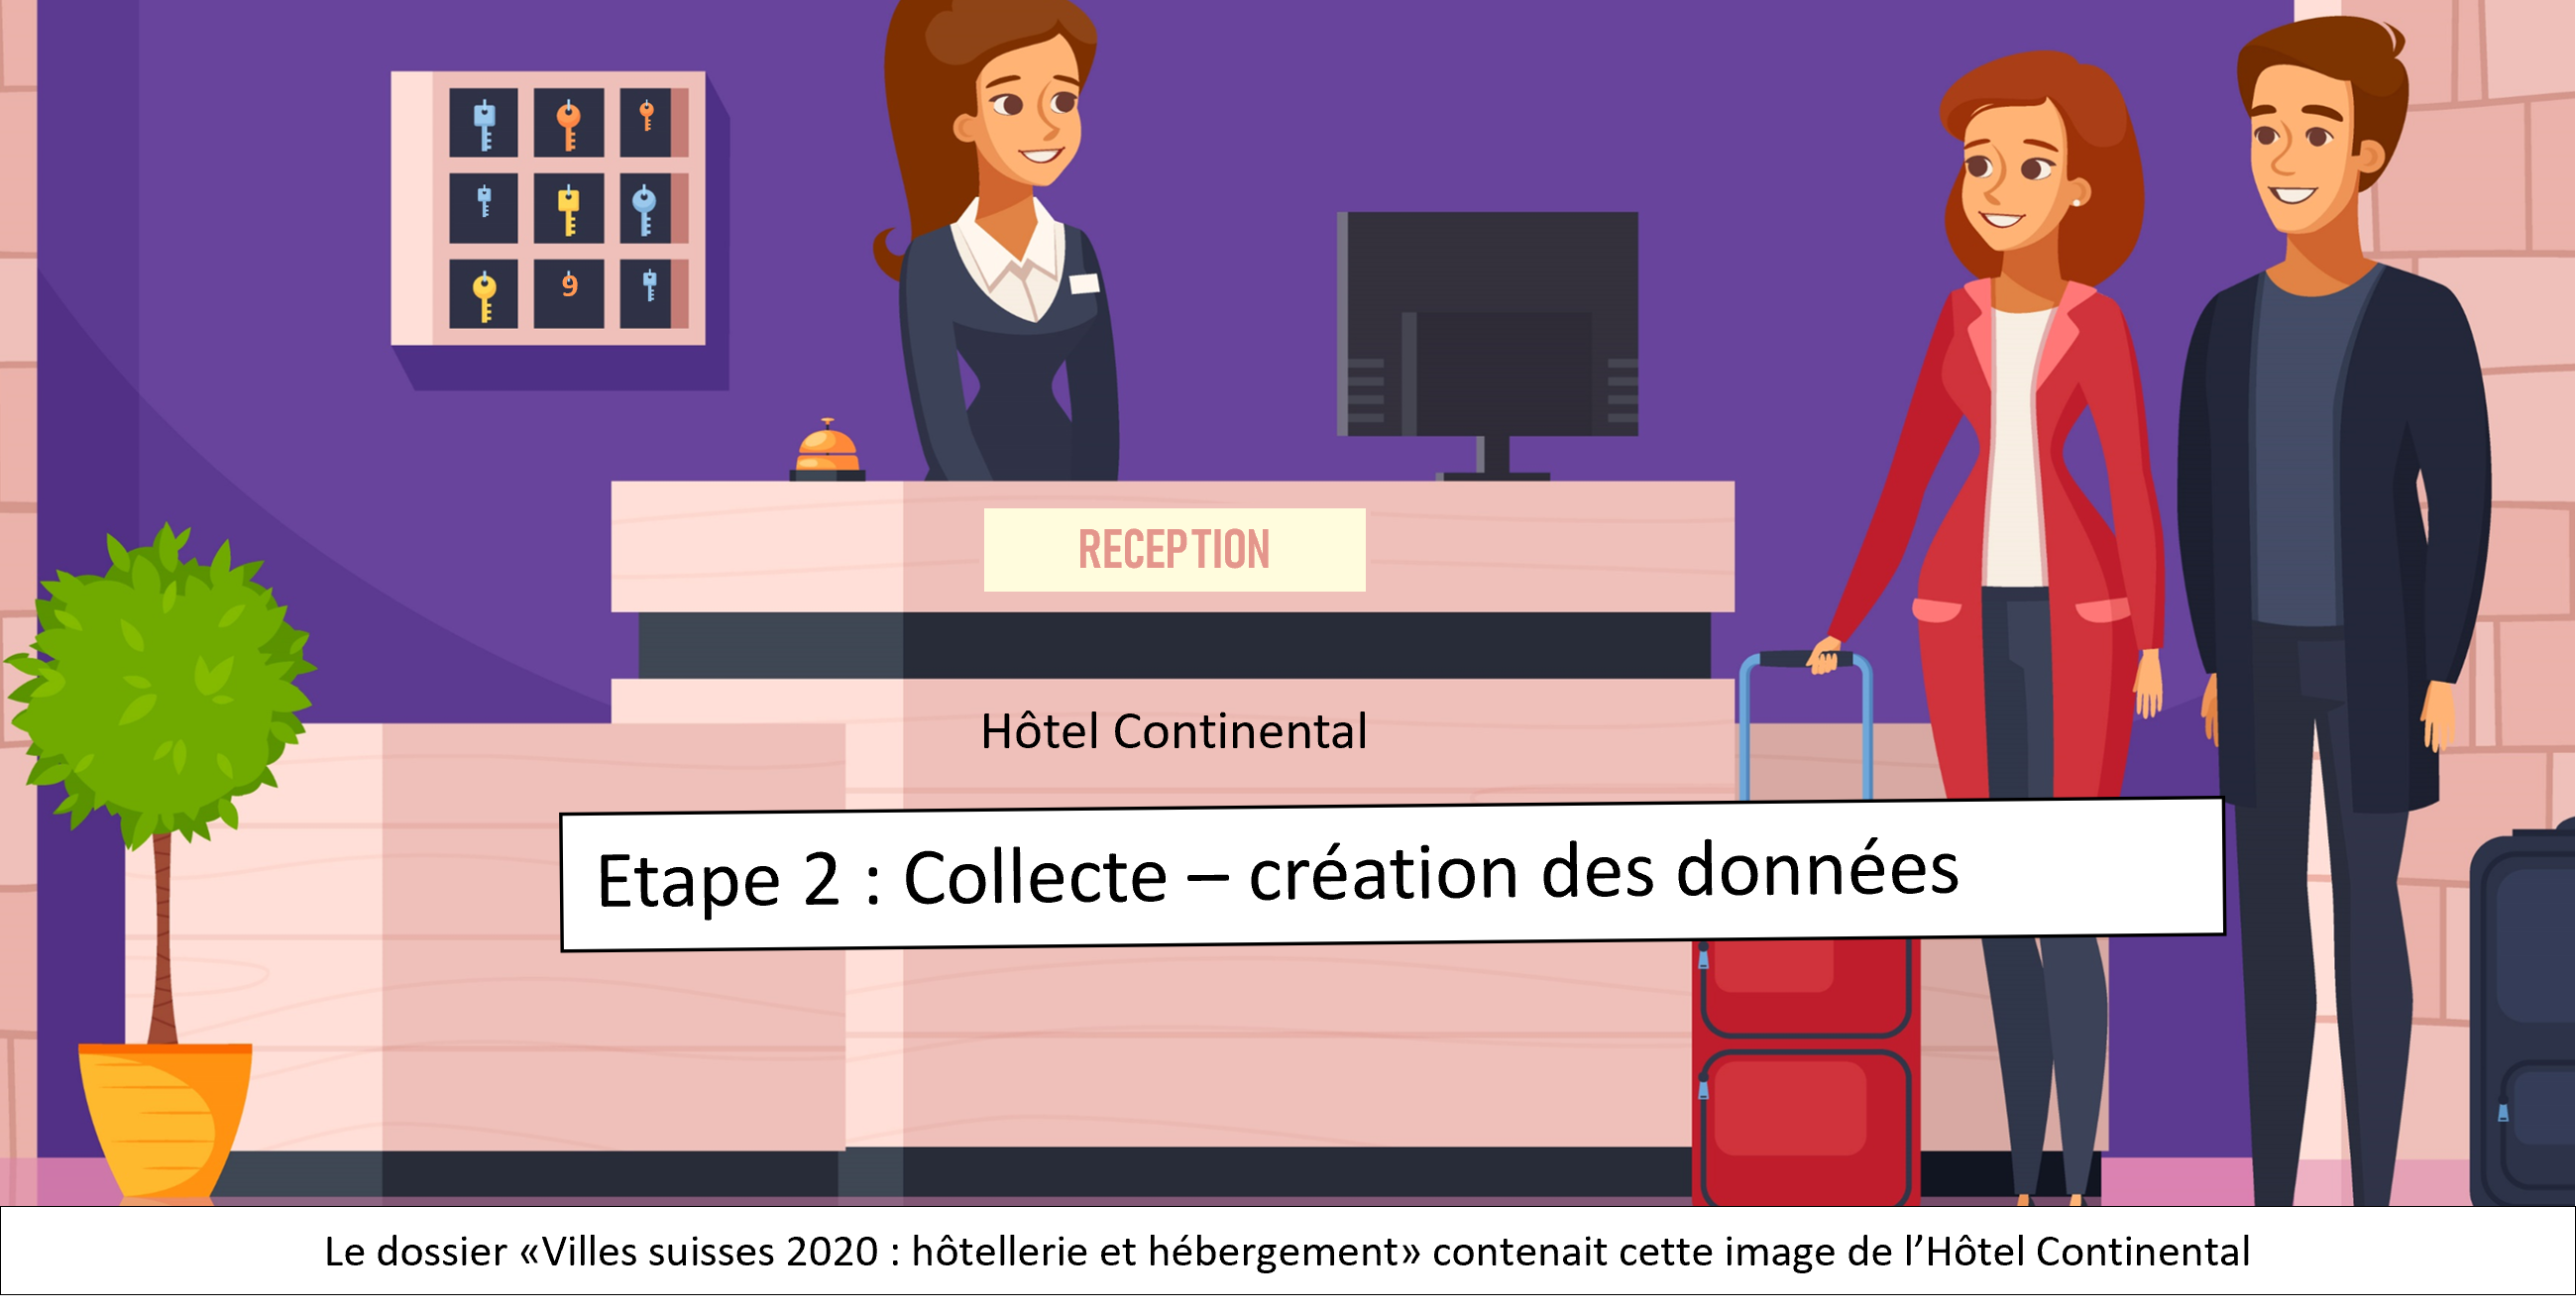 9
RECEPTION
Hôtel Continental
Etape 2 : Collecte – création des données
Le dossier «Villes suisses 2020 : hôtellerie et hébergement» contenait cette image de l’Hôtel Continental